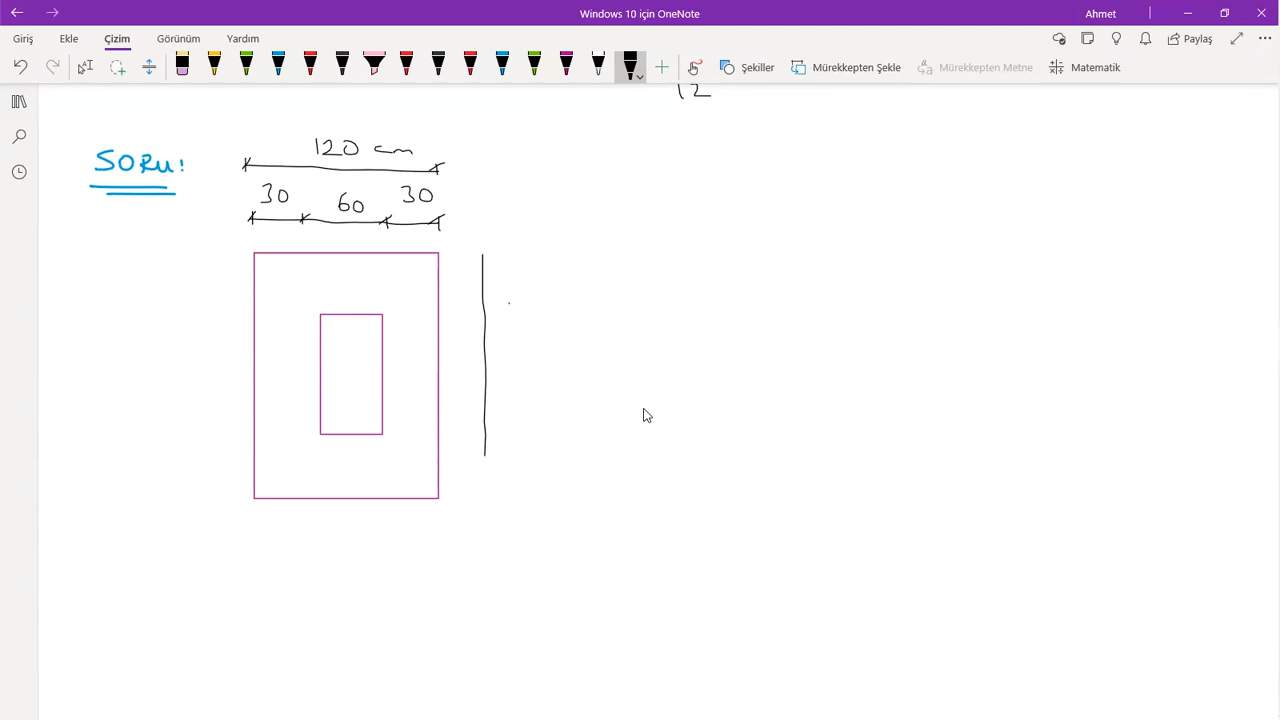 Windows 10 için OneNote
Ahmet
Giriş
Ekle
Çizim
Görünüm
Yardım
Paylaş
Şekiller
Mürekkepten Şekle
Mürekkepten Metne
Matematik
12
SORU:
120 cm
30
60
30